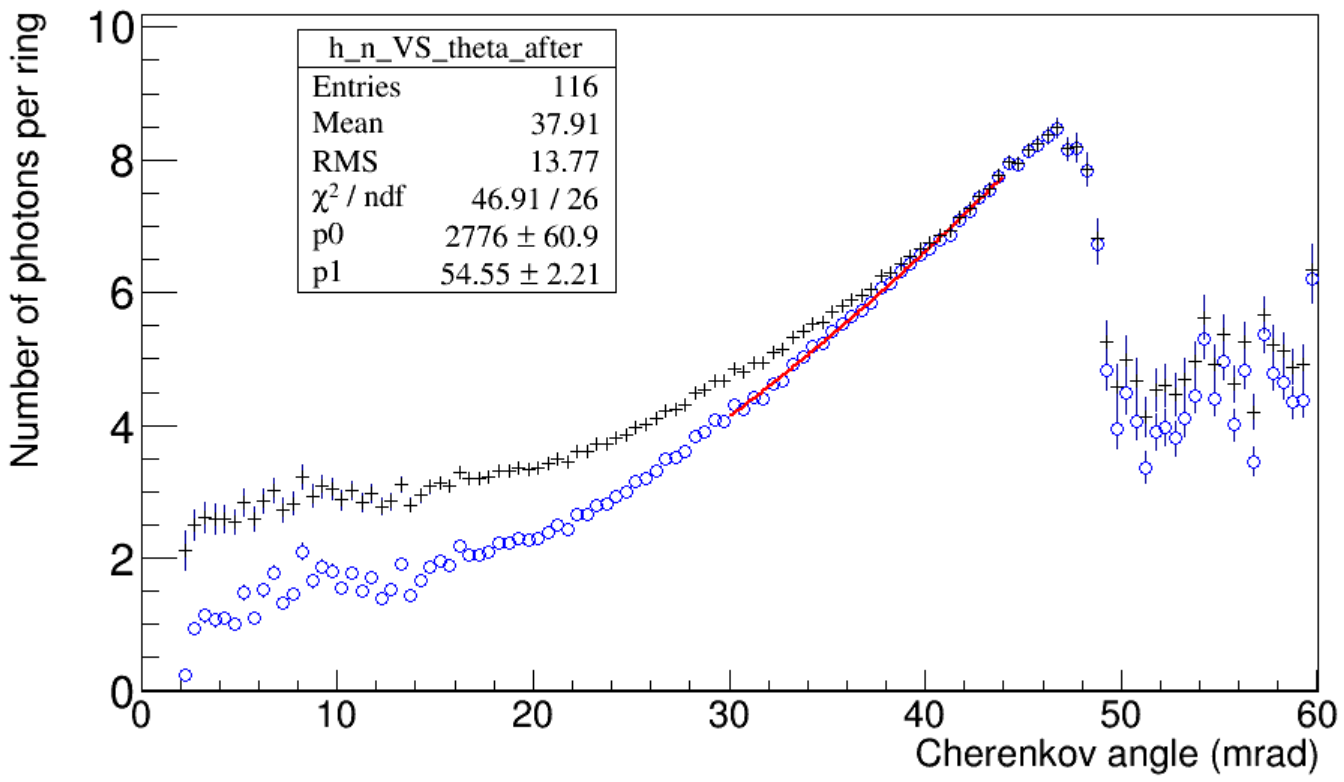 Number of photons per ring
10
8
6
4
2
0
h_n_VS_theta_after
Entries 116
Mean 37.91
RMS 13.77
χ² / ndf 46.91 / 26
p0 2776 ± 60.9
p1 54.55 ± 2.21
0 10 20 30 40 50 60
Cherenkov angle (mrad)